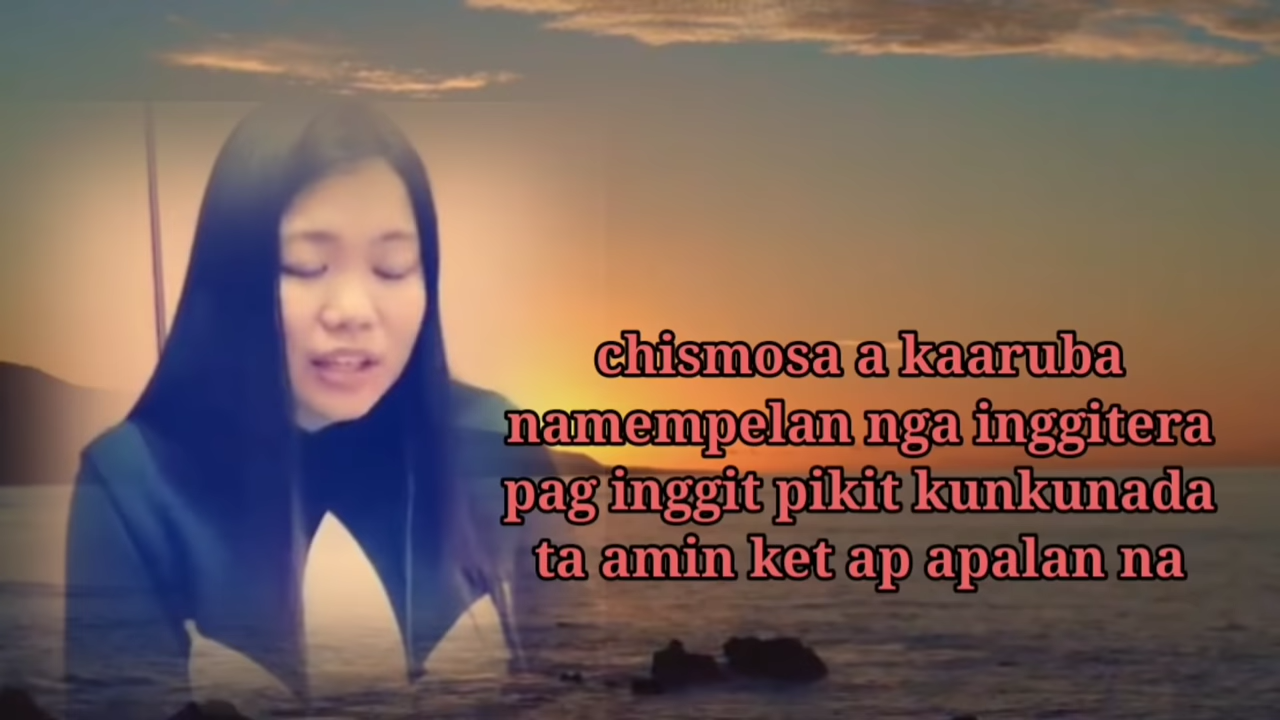 chismosa a kaaruba
namempelan nga inggitera
pag inggit pikit kunkunada
ta amin ket ap apalan na